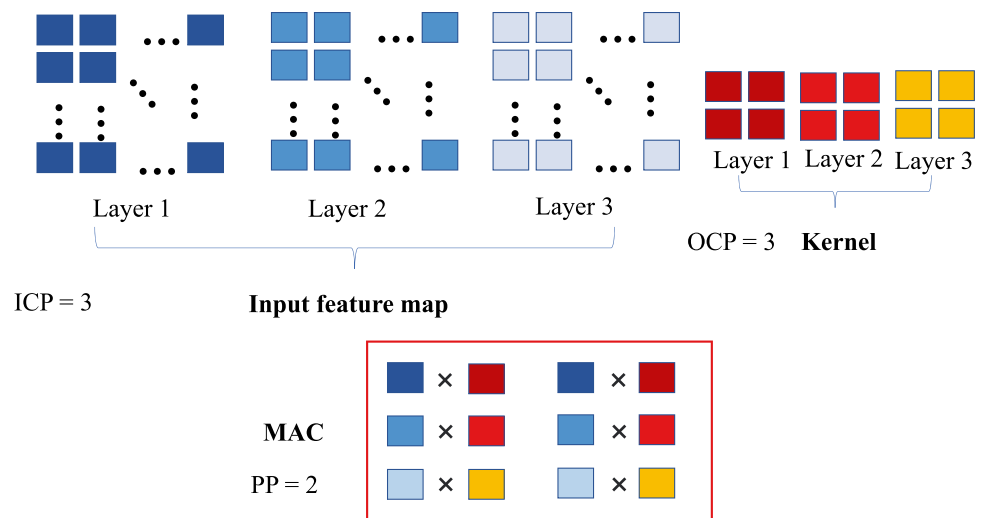 Layer 1 Layer 2 Layer 3
Layer 1 Layer 2 Layer 3
OCP = 3 Kernel
ICP = 3 Input feature map
× ×
MAC × ×
PP = 2 × ×